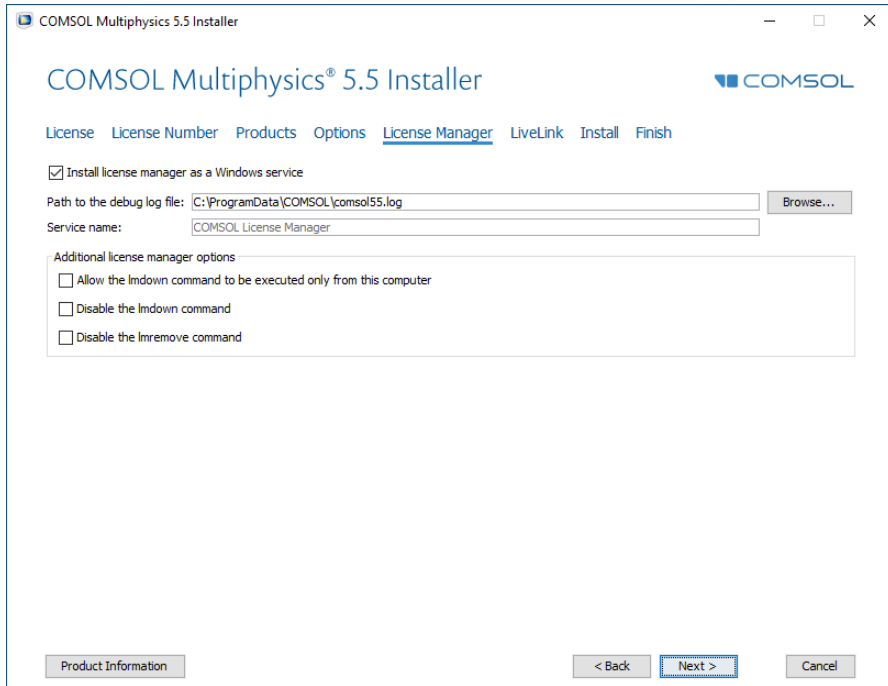 COMSOL Multiphysics 5.5 Installer
COMSOL Multiphysics® 5.5 Installer
COMSOL
License License Number Products Options License Manager LiveLink Install Finish
Install license manager as a Windows service
Path to the debug log file: C:\ProgramData\COMSOL\comsol55.log Browse...
Service name: COMSOL License Manager
Additional license manager options
Allow the lmdown command to be executed only from this computer
Disable the lmdown command
Disable the lmremove command
Product Information < Back Next > Cancel